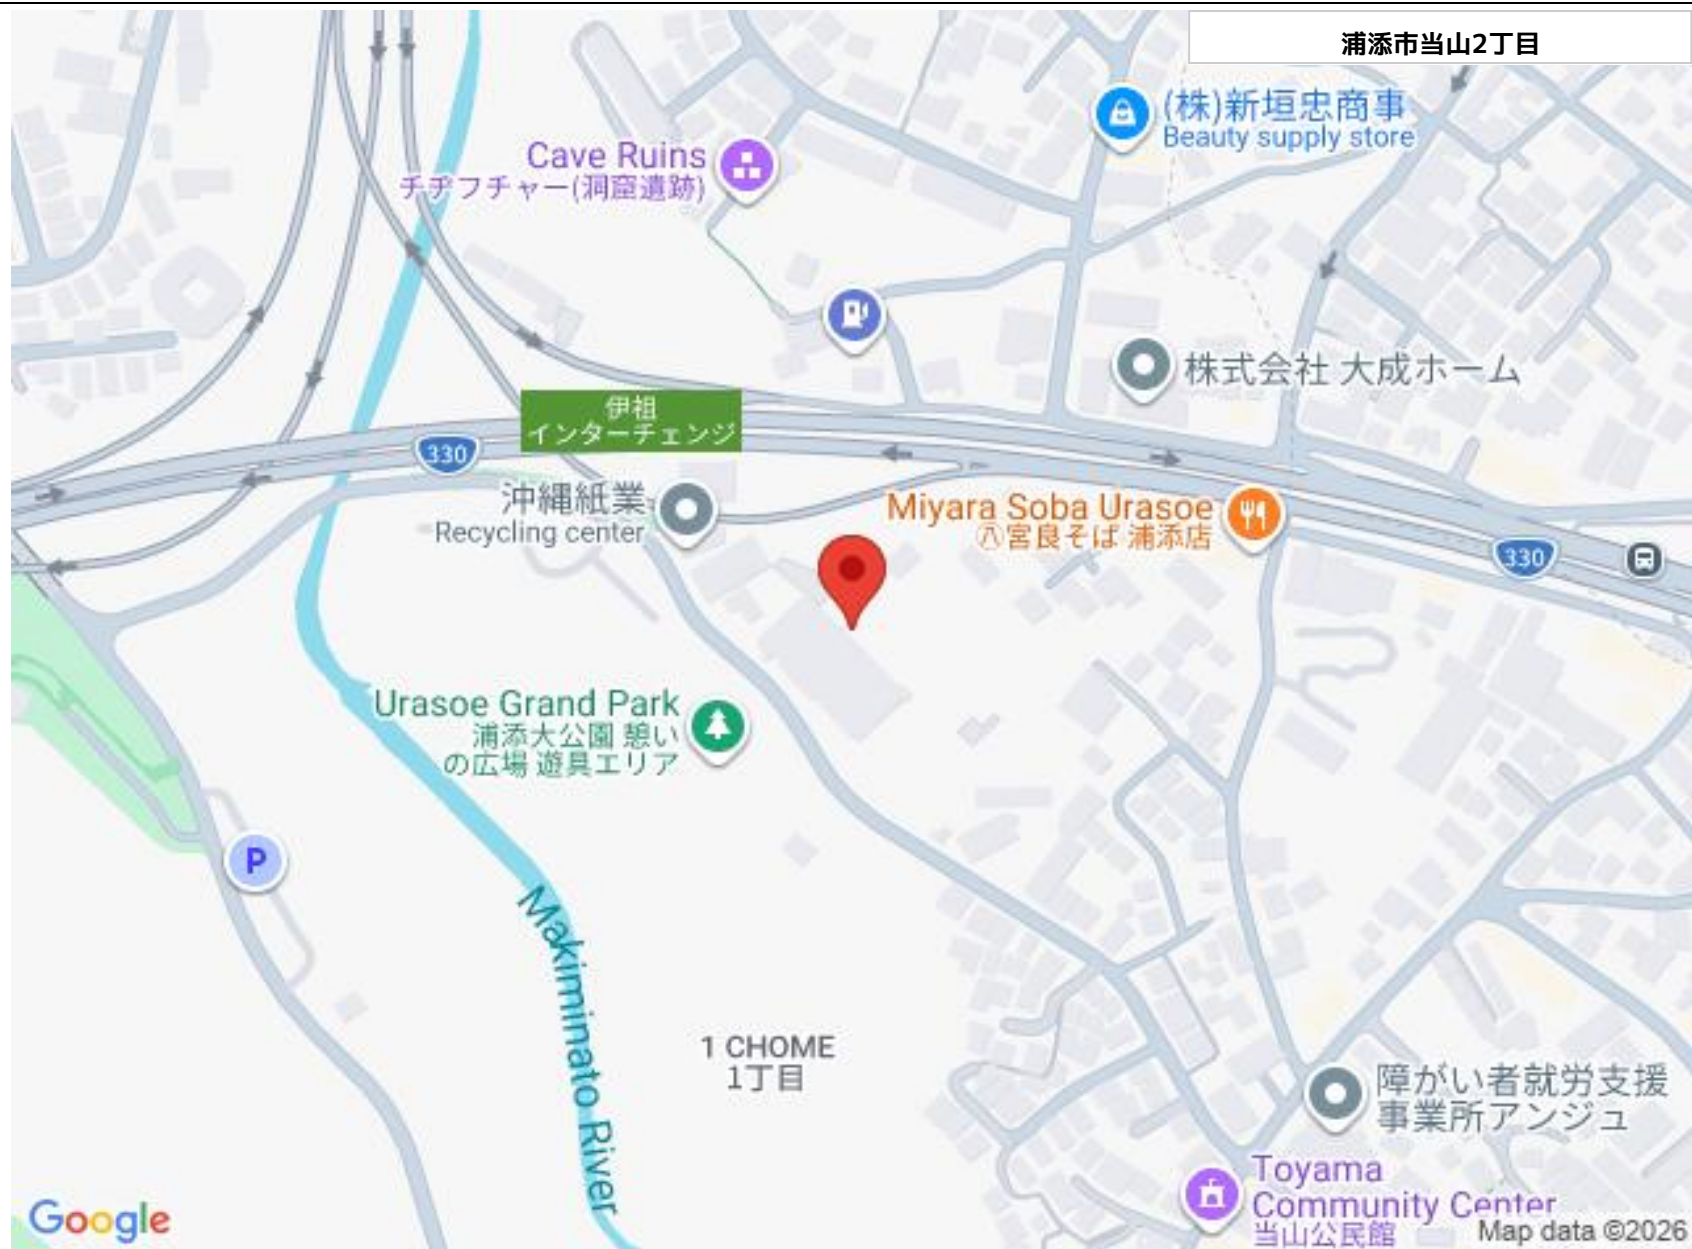 浦添市当山2丁目
(株)新垣忠商事
Beauty supply store
Cave Ruins
チヂフチャー(洞窟遺跡)
株式会社 大成ホーム
伊祖
インターチェンジ
330
沖縄紙業
Recycling center
Miyara Soba Urasoe
八宮良そば 浦添店
330
Urasoe Grand Park
浦添大公園 憩い
の広場 遊具エリア
P
Makiminato River
1 CHOME
1丁目
障がい者就労支援
事業所アンジュ
Toyama
Community Center
当山公民館
Google
Map data ©2026